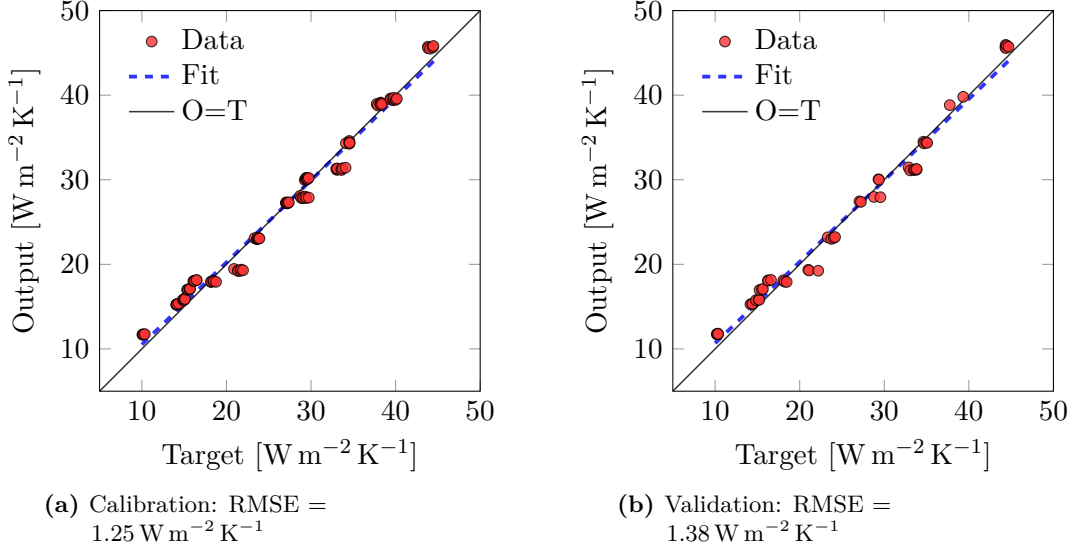 50
40
30
20
10
Output [W m⁻² K⁻¹]
Data
Fit
O=T
10 20 30 40 50
Target [W m⁻² K⁻¹]
(a) Calibration: RMSE =
1.25 W m⁻² K⁻¹
50
40
30
20
10
Output [W m⁻² K⁻¹]
Data
Fit
O=T
10 20 30 40 50
Target [W m⁻² K⁻¹]
(b) Validation: RMSE =
1.38 W m⁻² K⁻¹